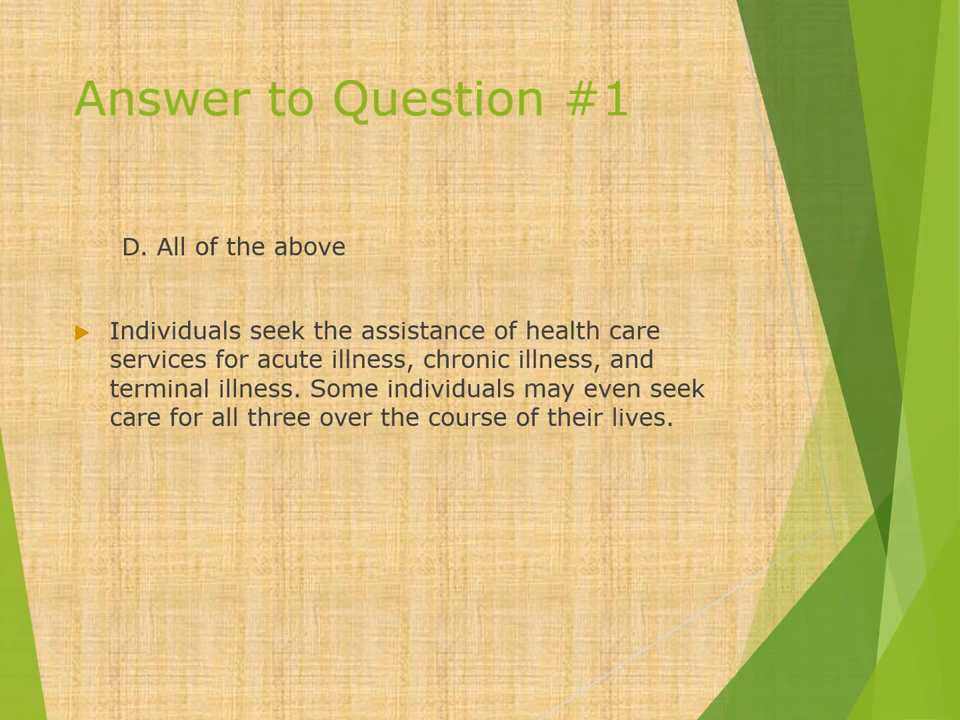 Answer to Question #1
D. All of the above
Individuals seek the assistance of health care
services for acute illness, chronic illness, and
terminal illness. Some individuals may even seek
care for all three over the course of their lives.